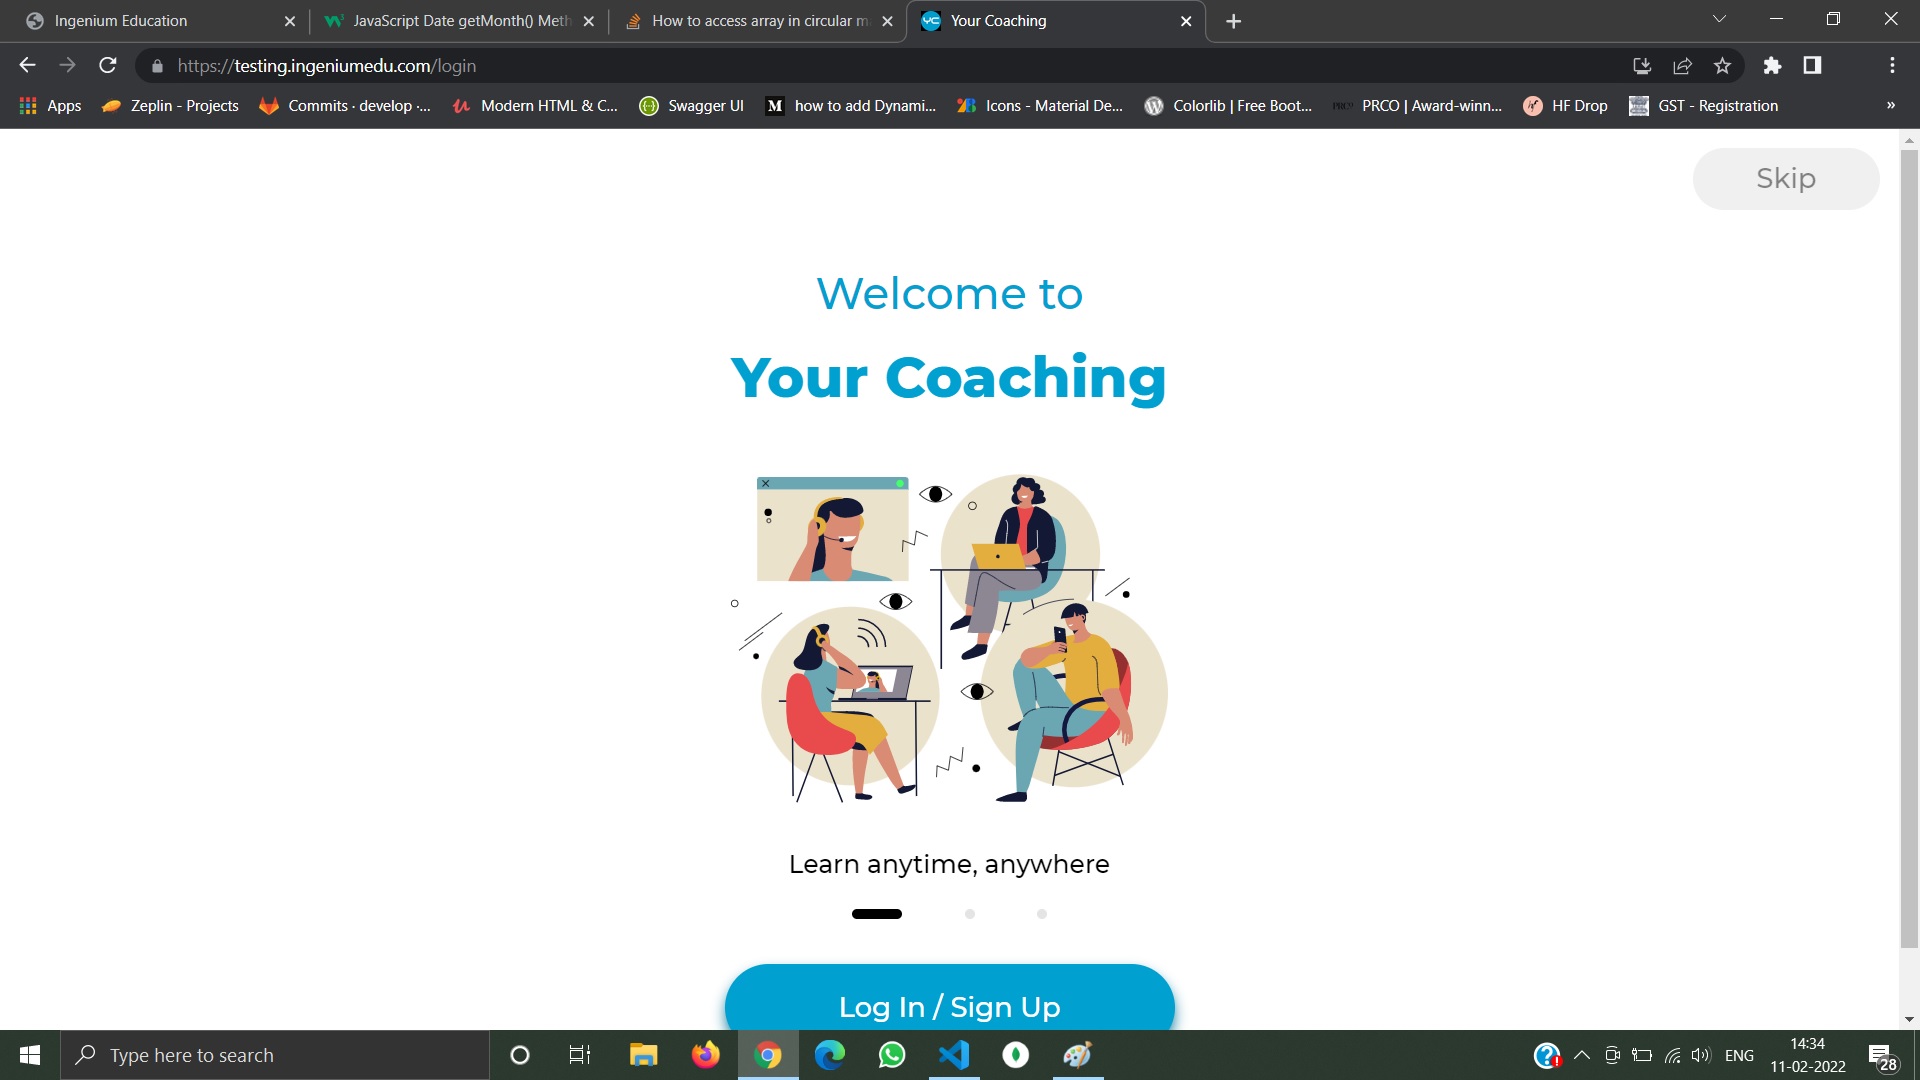 Ingenium Education
JavaScript Date getMonth() Meth
How to access array in circular ma
Your Coaching
https://testing.ingeniumedu.com/login
Apps
Zeplin - Projects
Commits · develop ·...
Modern HTML & C...
Swagger UI
how to add Dynami...
Icons - Material De...
Colorlib | Free Boot...
PRCO | Award-winn...
HF Drop
GST - Registration
»
Skip
Welcome to
Your Coaching
Learn anytime, anywhere
Log In / Sign Up
Type here to search
ENG
14:34
11-02-2022
28